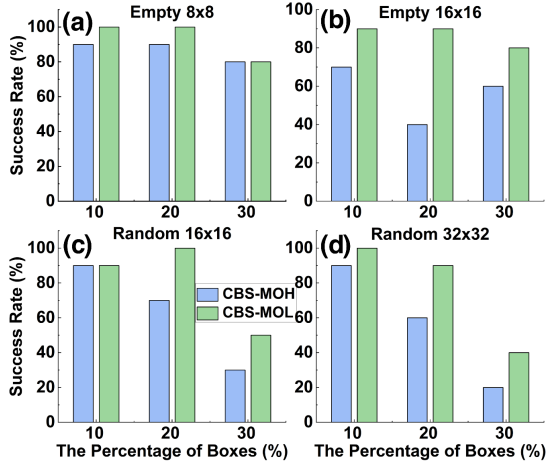 (a) Empty 8x8
(b) Empty 16x16
Success Rate (%)
100
80
60
40
20
0
10 20 30
100
80
60
40
20
0
10 20 30
(c) Random 16x16
(d) Random 32x32
Success Rate (%)
100
80
60
40
20
0
10 20 30
CBS-MOH
CBS-MOL
100
80
60
40
20
0
10 20 30
The Percentage of Boxes (%)
The Percentage of Boxes (%)